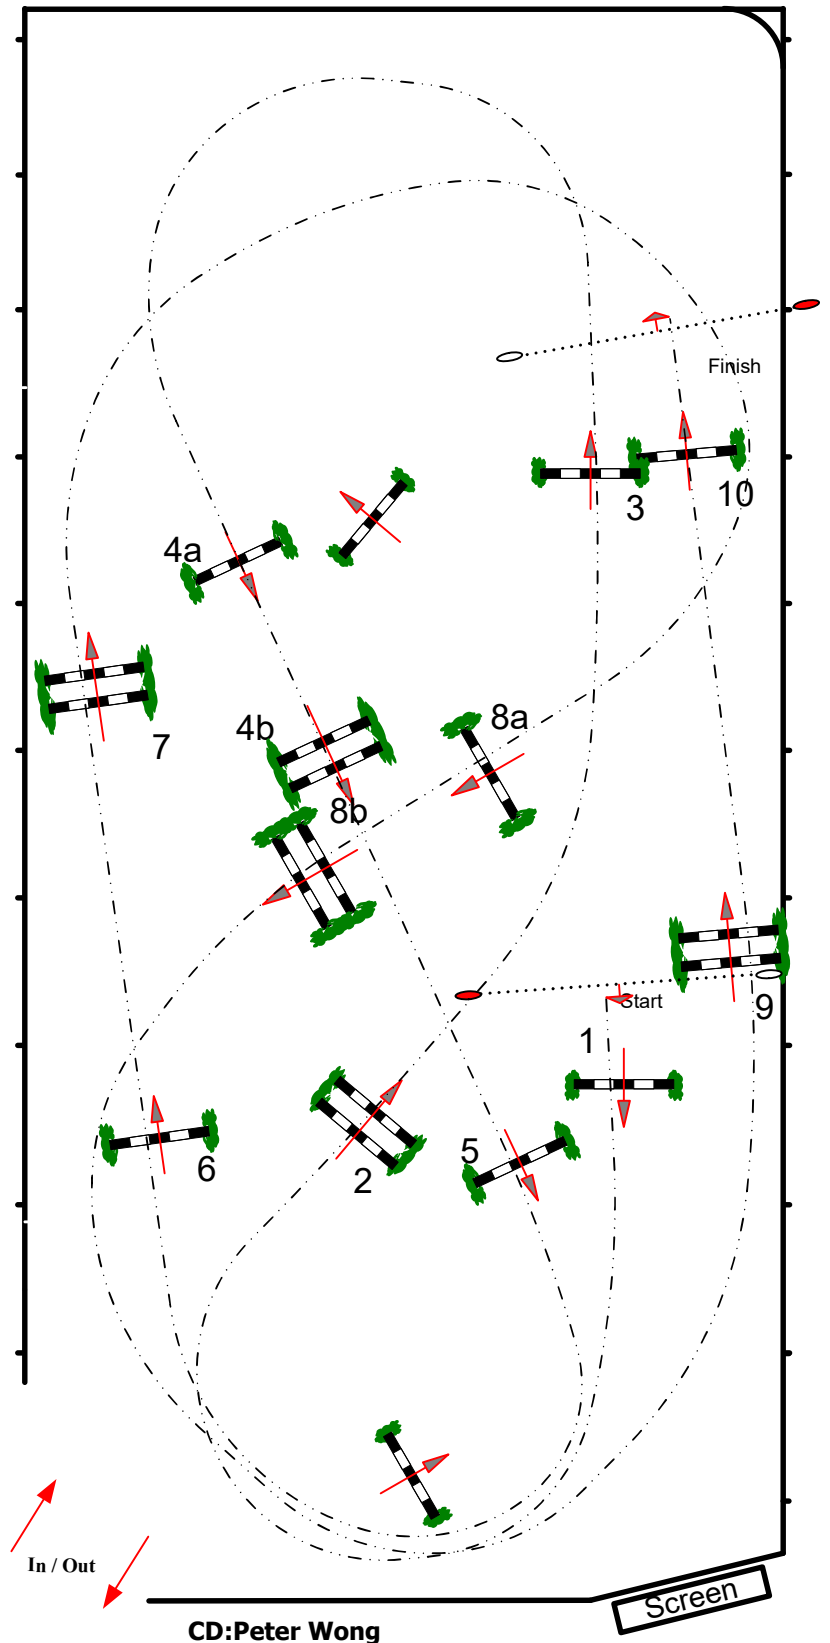 Finish
3
10
4a
4b
8a
7
8b
Start
9
1
5
6
2
In / Out
Screen
CD:Peter Wong